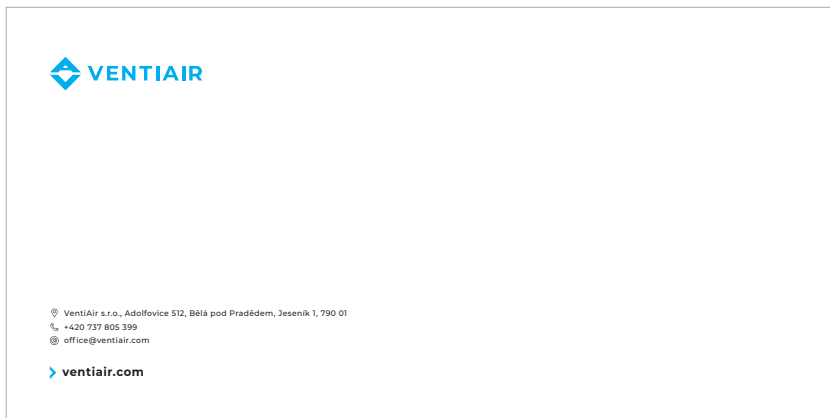 VENTIAIR
VentiAir s.r.o., Adolfovice 512, Bělá pod Pradědem, Jeseník 1, 790 01
+420 737 805 399
office@ventiair.com
ventiair.com